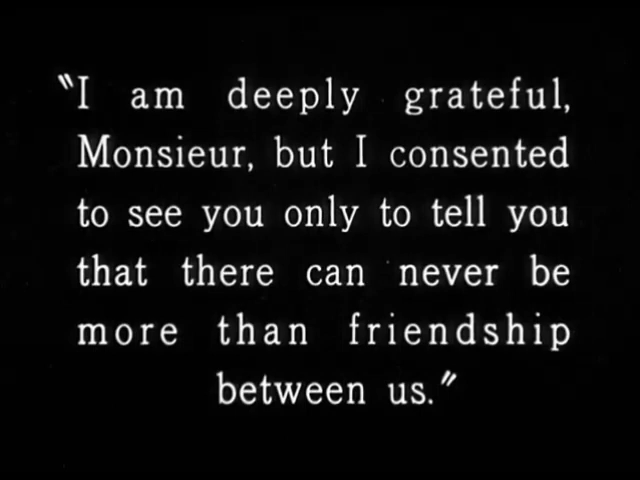 "I am deeply grateful,
Monsieur, but I consented
to see you only to tell you
that there can never be
more than friendship
between us."